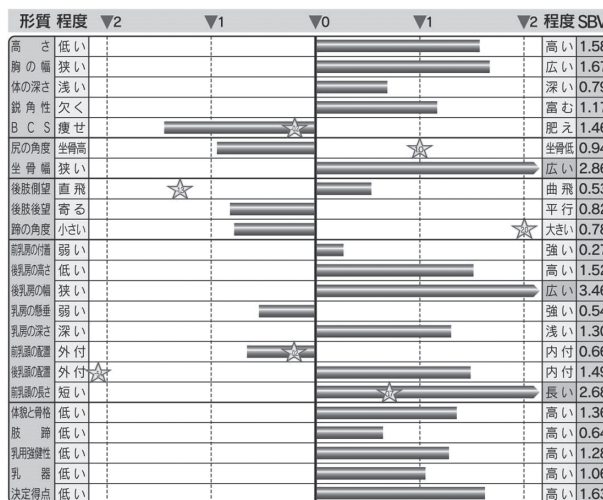 形質 程度 ▼2 ▼1 ▼0 ▼1 ▼2 程度 SBV
高さ 低い 高い 1.58
胸の幅 狭い 広い 1.67
体の深さ 浅い 深い 0.79
鋭角性 欠く 富む 1.17
BCS 痩せ 肥え 1.46
尻の角度 坐骨高 坐骨低 0.94
坐骨幅 狭い 広い 2.86
後肢側望 直飛 曲飛 0.53
後肢後望 寄る 平行 0.82
蹄の角度 小さい 大きい 0.78
前乳房の付着 弱い 強い 0.27
後乳房の高さ 低い 高い 1.52
後乳房の幅 狭い 広い 3.46
乳房の懸垂 弱い 強い 0.54
乳房の深さ 深い 浅い 1.30
前乳頭の配置 外付 内付 0.66
後乳頭の配置 外付 内付 1.49
前乳頭の長さ 短い 長い 2.68
体貌と骨格 低い 高い 1.36
肢蹄 低い 高い 0.64
乳用強健性 低い 高い 1.28
乳器 低い 高い 1.06
決定得点 低い 高い 1.63